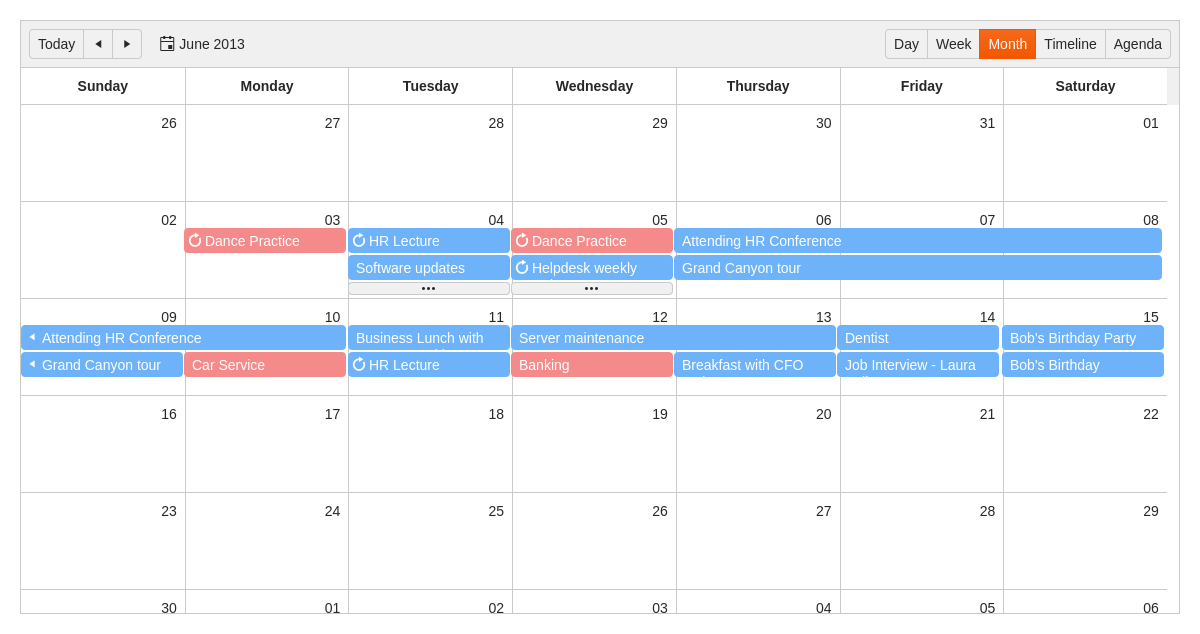 Today June 2013 Day Week Month Timeline Agenda
Sunday Monday Tuesday Wednesday Thursday Friday Saturday
26 27 28 29 30 31 01
02 03 04 05 06 07 08
Dance Practice HR Lecture Dance Practice Attending HR Conference
Software updates Helpdesk weekly Grand Canyon tour
09 10 11 12 13 14 15
Attending HR Conference Business Lunch with Server maintenance Dentist Bob's Birthday Party
Grand Canyon tour Car Service HR Lecture Banking Breakfast with CFO Job Interview - Laura Bob's Birthday
16 17 18 19 20 21 22
23 24 25 26 27 28 29
30 01 02 03 04 05 06